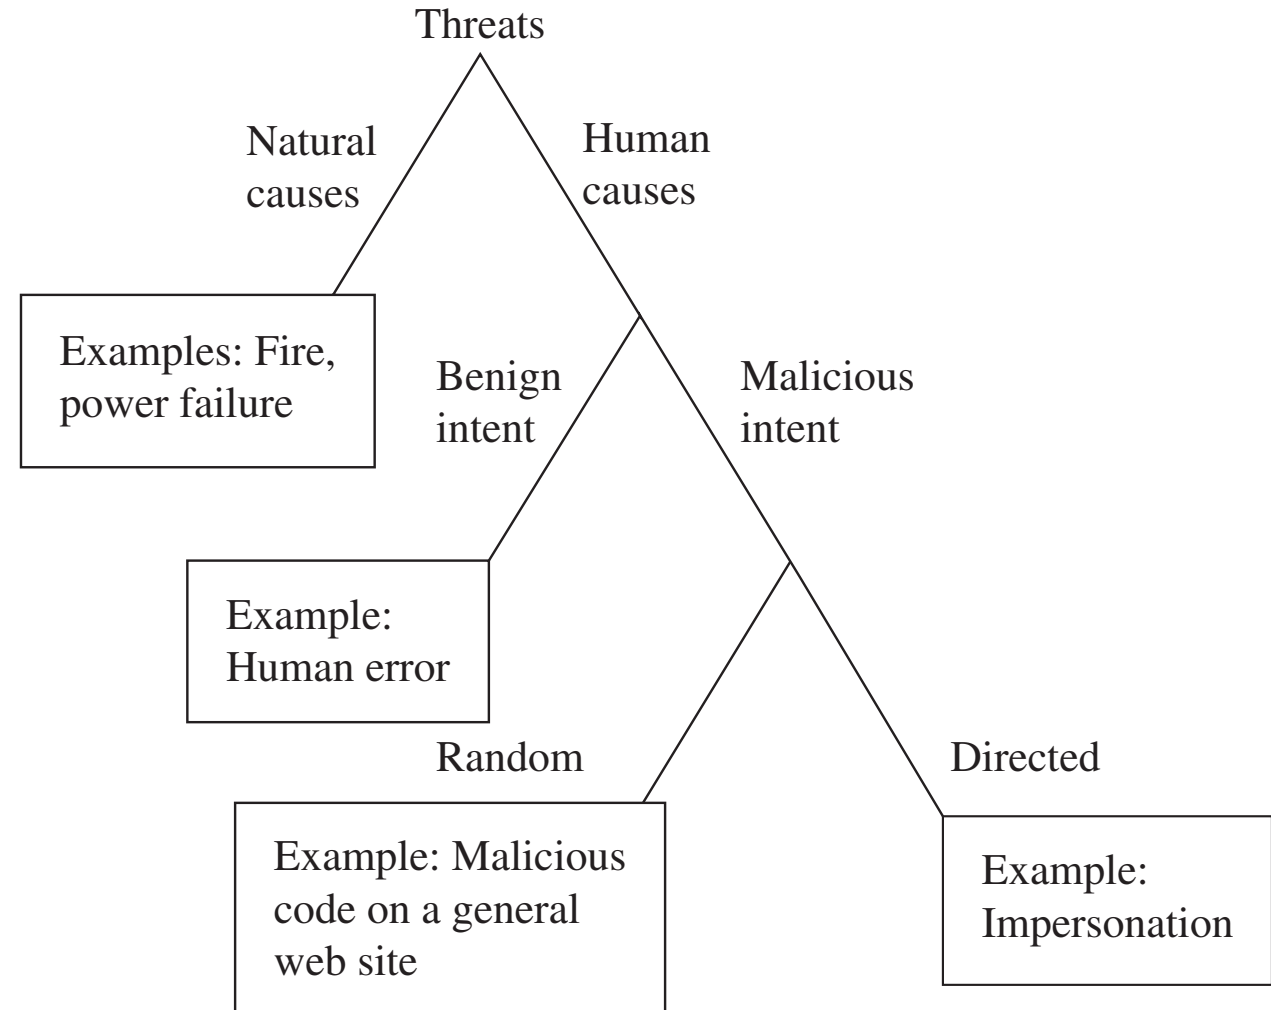 Threats
Natural
causes
Human
causes
Examples: Fire,
power failure
Benign
intent
Malicious
intent
Example:
Human error
Random
Directed
Example: Malicious
code on a general
web site
Example:
Impersonation